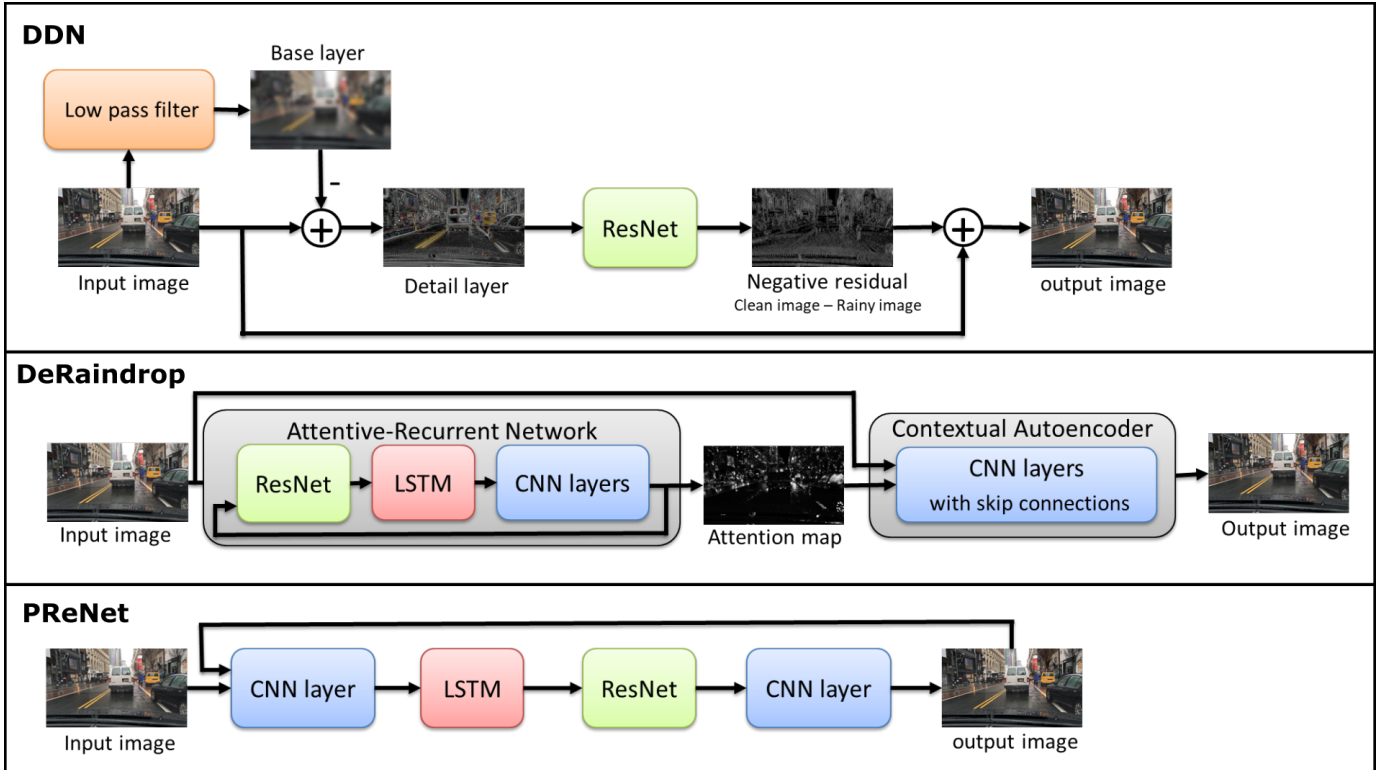 DDN
Base layer
Low pass filter
-
+
ResNet
+
Input image
Detail layer
Negative residual
Clean image – Rainy image
output image
DeRaindrop
Attentive-Recurrent Network
ResNet
LSTM
CNN layers
Contextual Autoencoder
CNN layers
with skip connections
Input image
Attention map
Output image
PReNet
CNN layer
LSTM
ResNet
CNN layer
Input image
output image